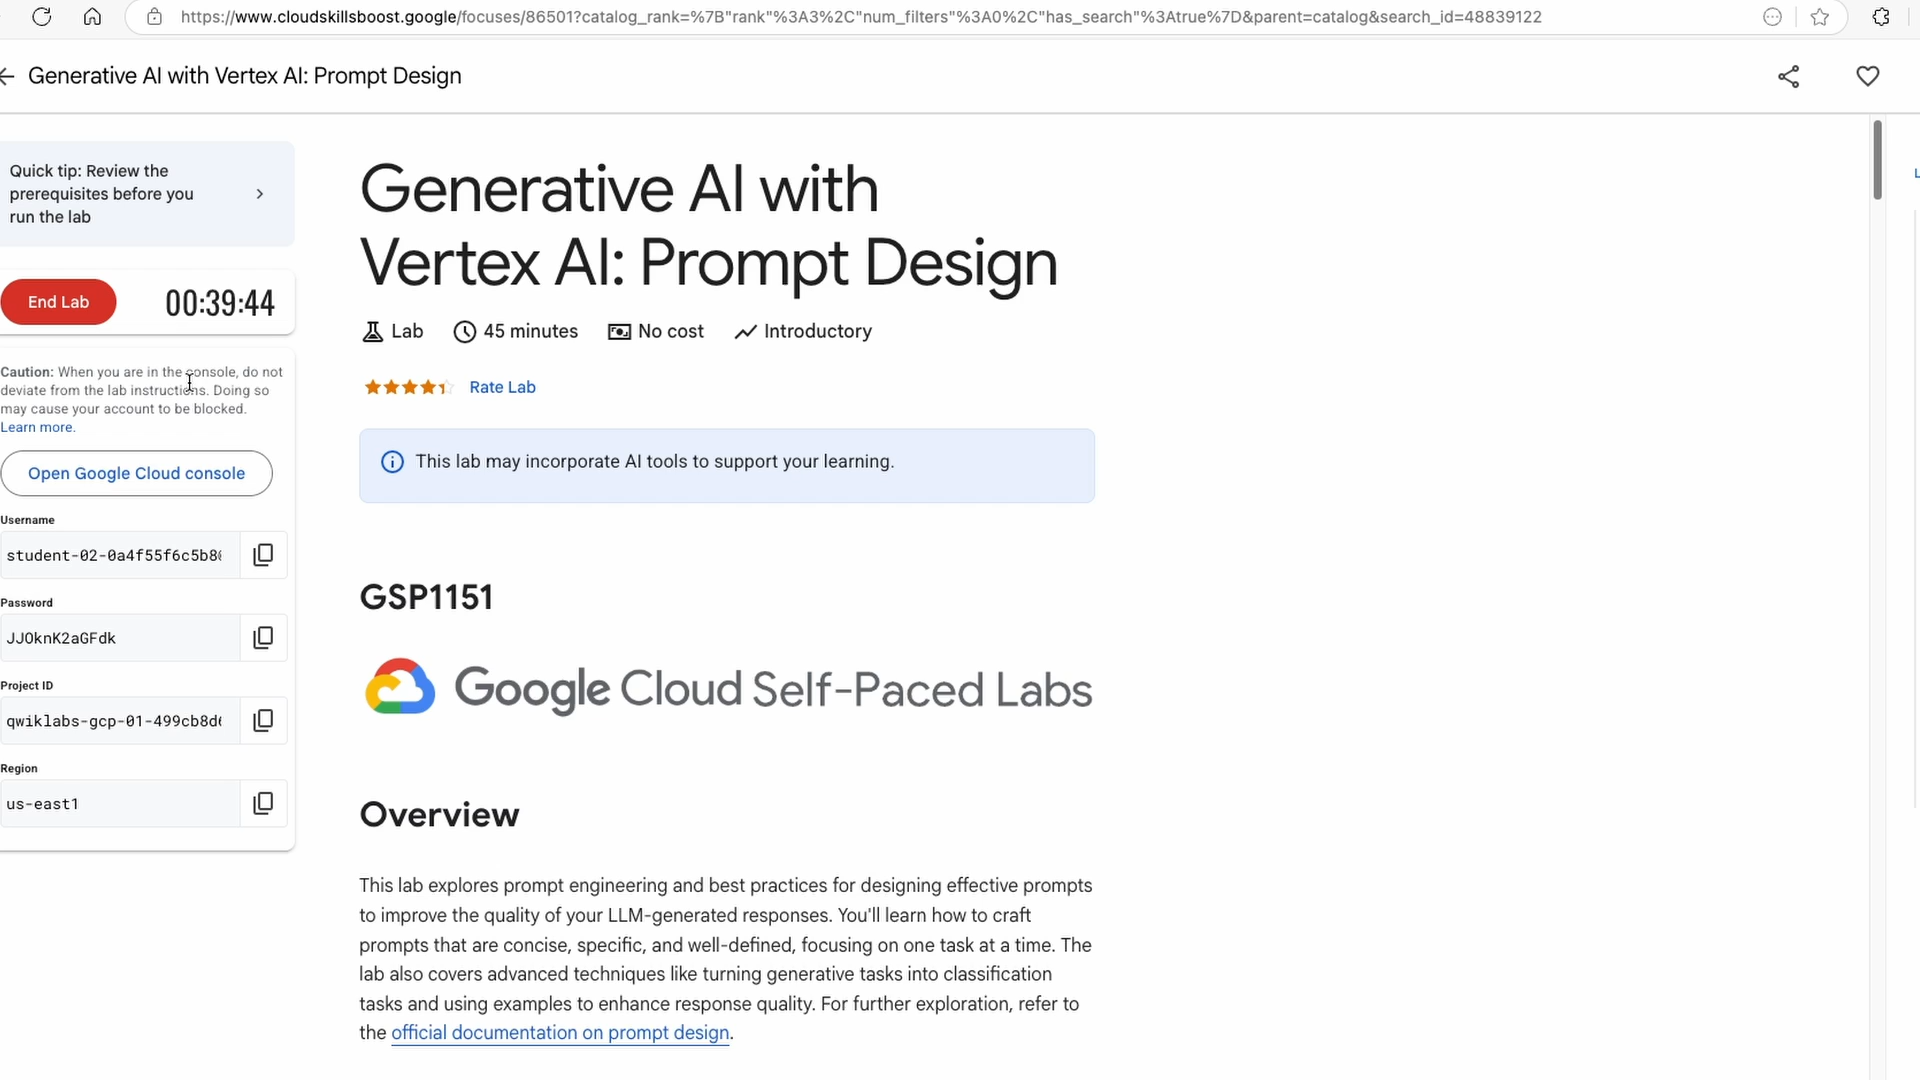 https://www.cloudskillsboost.google/focuses/86501?catalog_rank=%7B"rank"%3A3%2C"num_filters"%3A0%2C"has_search"%3Atrue%7D&parent=catalog&search_id=48839122
Generative AI with Vertex AI: Prompt Design
Quick tip: Review the
prerequisites before you
run the lab
End Lab
00:39:44
Caution: When you are in the console, do not
deviate from the lab instructions. Doing so
may cause your account to be blocked.
Learn more.
Open Google Cloud console
Username
student-02-0a4f55f6c5b8
Password
JJOknK2aGFdk
Project ID
qwiklabs-gcp-01-499cb8d
Region
us-east1
Generative AI with
Vertex AI: Prompt Design
Lab
45 minutes
No cost
Introductory
Rate Lab
This lab may incorporate AI tools to support your learning.
GSP1151
Google Cloud Self-Paced Labs
Overview
This lab explores prompt engineering and best practices for designing effective prompts
to improve the quality of your LLM-generated responses. You'll learn how to craft
prompts that are concise, specific, and well-defined, focusing on one task at a time. The
lab also covers advanced techniques like turning generative tasks into classification
tasks and using examples to enhance response quality. For further exploration, refer to
the official documentation on prompt design.